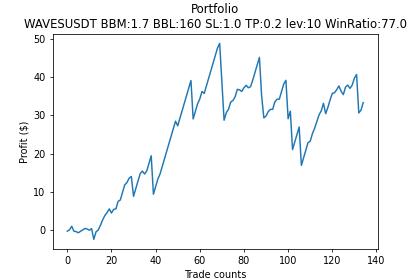 Portfolio
WAVESUSDT BBM:1.7 BBL:160 SL:1.0 TP:0.2 lev:10 WinRatio:77.0
50
40
30
20
10
0
Profit ($)
0 20 40 60 80 100 120 140
Trade counts